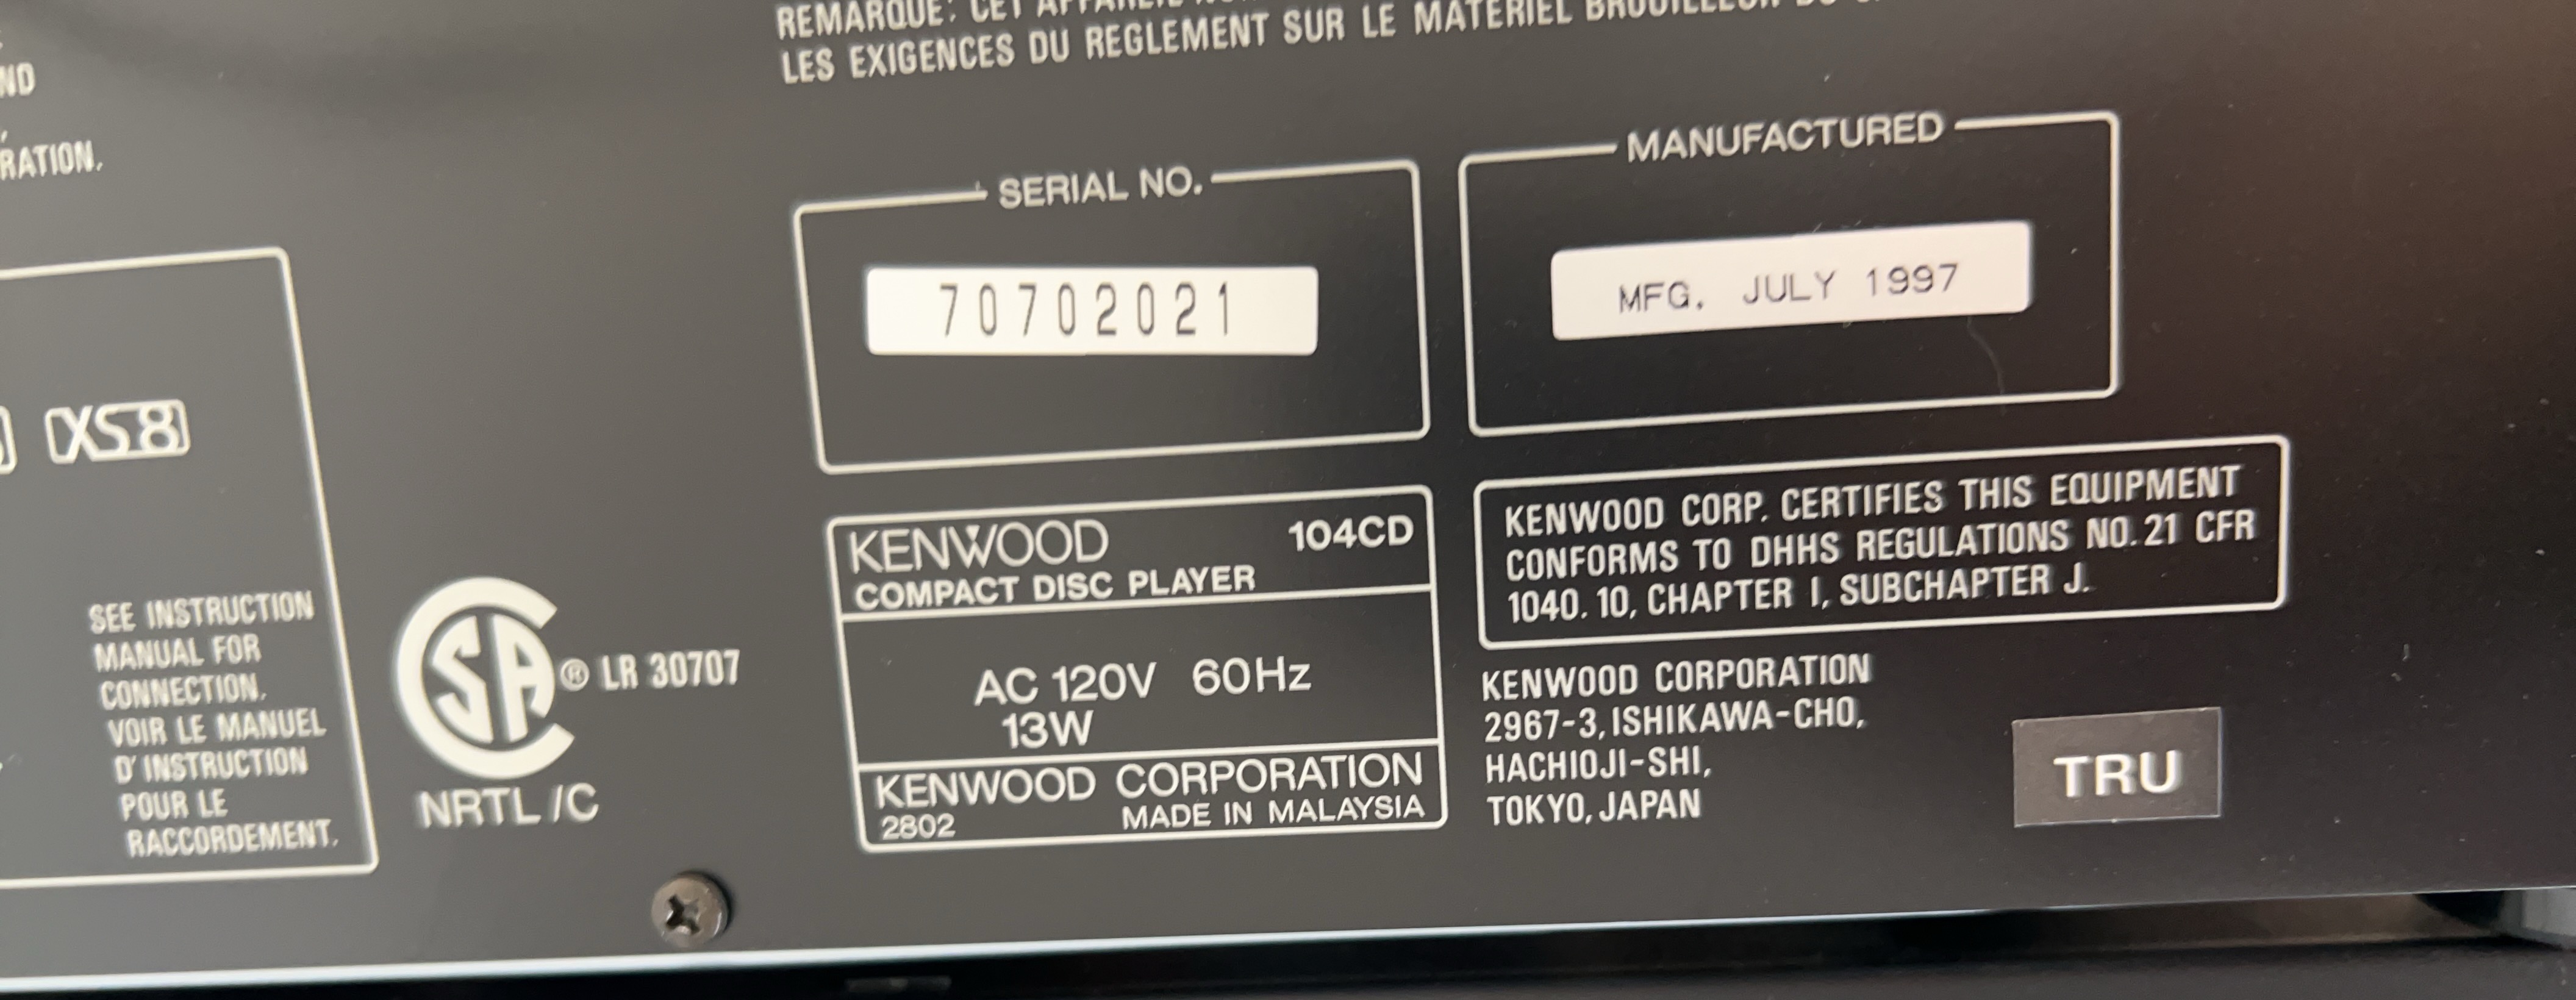 REMARQUE: CET APPAREIL
LES EXIGENCES DU REGLEMENT SUR LE MATERIEL BROUILLEUR DU
ND
RATION.
SERIAL NO.
70702021
MANUFACTURED
MFG. JULY 1997
XS8
SEE INSTRUCTION
MANUAL FOR
CONNECTION.
VOIR LE MANUEL
D'INSTRUCTION
POUR LE
RACCORDEMENT.
SA ® LR 30707
NRTL/C
KENWOOD 104CD
COMPACT DISC PLAYER
AC 120V 60Hz
13W
KENWOOD CORPORATION
2802 MADE IN MALAYSIA
KENWOOD CORP. CERTIFIES THIS EQUIPMENT
CONFORMS TO DHHS REGULATIONS NO.21 CFR
1040.10, CHAPTER I, SUBCHAPTER J.
KENWOOD CORPORATION
2967-3, ISHIKAWA-CHO,
HACHIOJI-SHI,
TOKYO, JAPAN
TRU